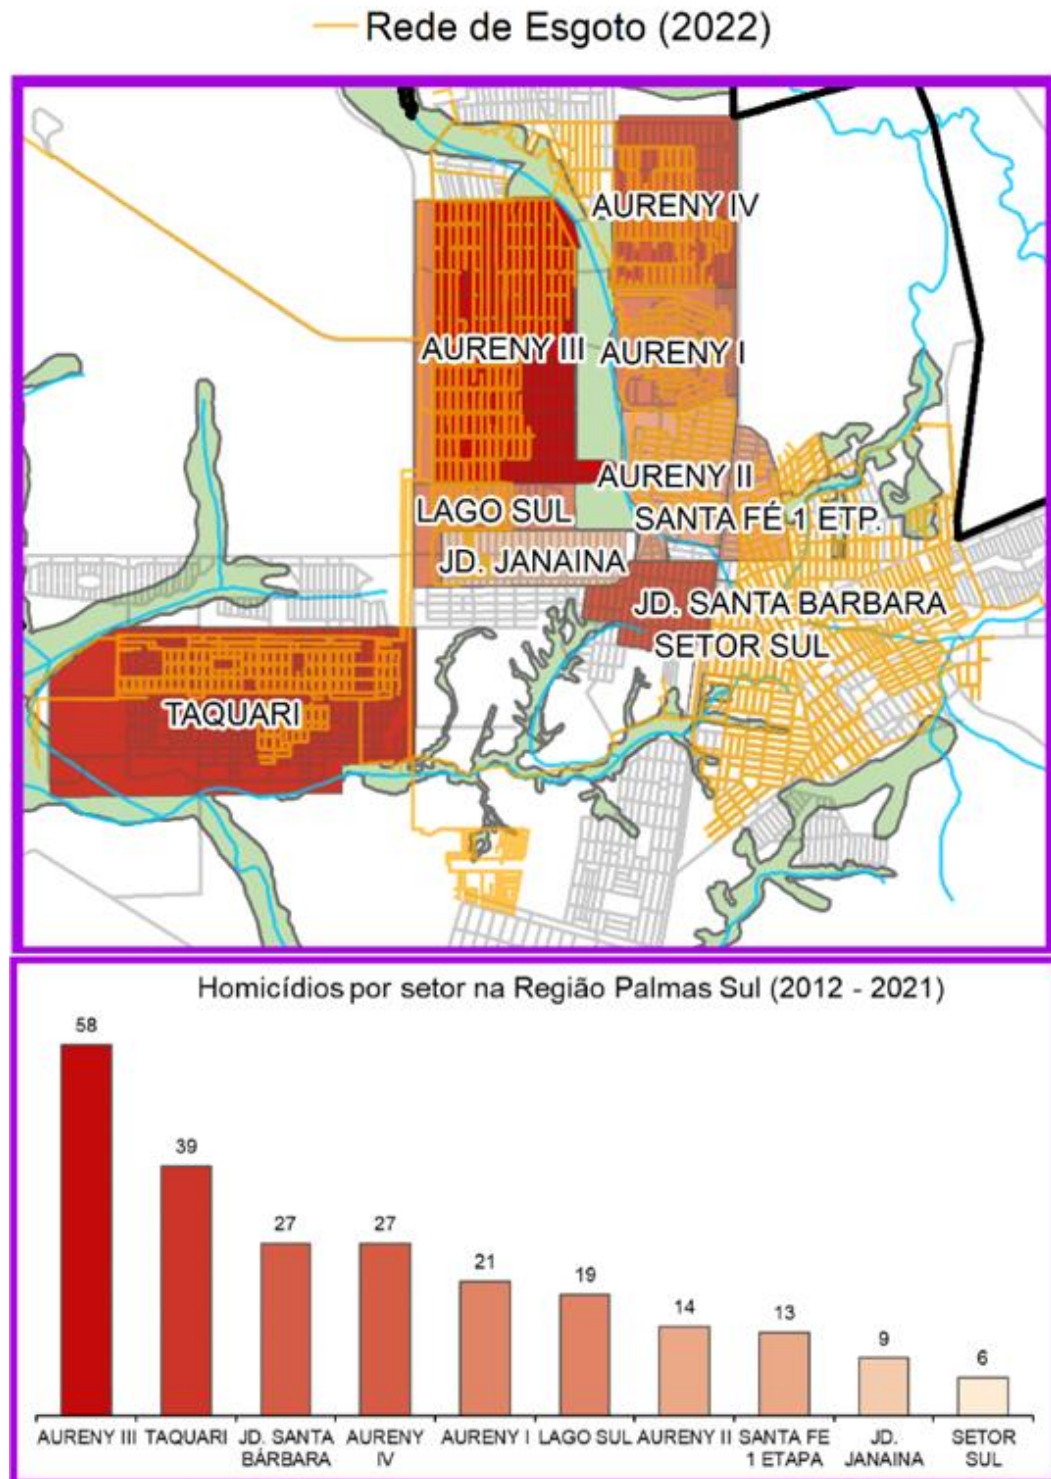 Rede de Esgoto (2022)
AURENY IV
AURENY III
AURENY I
AURENY II
LAGO SUL
SANTA FÉ 1 ETP.
JD. JANAINA
JD. SANTA BARBARA
SETOR SUL
TAQUARI
Homicídios por setor na Região Palmas Sul (2012 - 2021)
58
39
27
27
21
19
14
13
9
6
AURENY III
TAQUARI
JD. SANTA
BÁRBARA
AURENY
IV
AURENY I
LAGO SUL
AURENY II
SANTA FE
1 ETAPA
JD.
JANAINA
SETOR
SUL